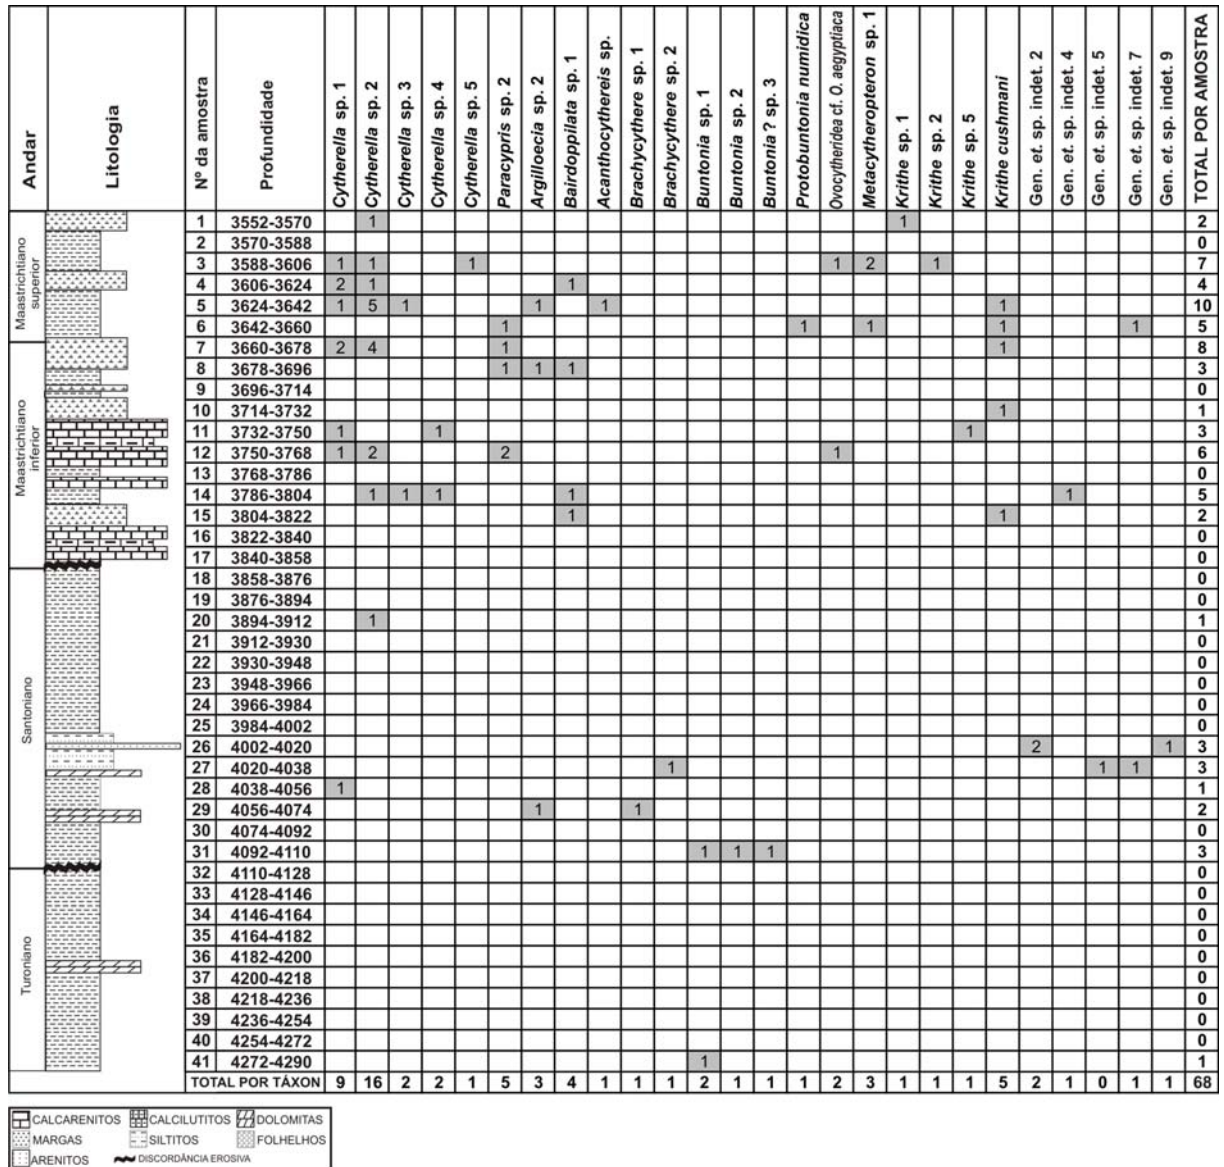 Andar Litologia Nº da amostra Profundidade Cytherella sp. 1 Cytherella sp. 2 Cytherella sp. 3 Cytherella sp. 4 Cytherella sp. 5 Paracypris sp. 2 Argilloecia sp. 2 Bairdoppilata sp. 1 Acanthocythereis sp. Brachycythere sp. 1 Brachycythere sp. 2 Buntonia sp. 1 Buntonia sp. 2 Buntonia ? sp. 3 Protobuntonia numidica Ovocytheridea cf. O. aegyptiaca Metacytheropteron sp. 1 Krithe sp. 1 Krithe sp. 2 Krithe sp. 5 Krithe cushmani Gen. et. sp. indet. 2 Gen. et. sp. indet. 4 Gen. et. sp. indet. 5 Gen. et. sp. indet. 7 Gen. et. sp. indet. 9 TOTAL POR AMOSTRA
Maastrichtiano superior
1 3552-3570 1 1 2
2 3570-3588 0
3 3588-3606 1 1 1 1 2 1 7
4 3606-3624 2 1 1 4
5 3624-3642 1 5 1 1 1 1 10
6 3642-3660 1 1 1 1 1 5
Maastrichtiano inferior
7 3660-3678 2 4 1 1 8
8 3678-3696 1 1 1 3
9 3696-3714 0
10 3714-3732 1 1
11 3732-3750 1 1 1 3
12 3750-3768 1 2 2 1 6
13 3768-3786 0
14 3786-3804 1 1 1 1 1 5
15 3804-3822 1 1 2
16 3822-3840 0
17 3840-3858 0
Santoniano
18 3858-3876 0
19 3876-3894 0
20 3894-3912 1 1
21 3912-3930 0
22 3930-3948 0
23 3948-3966 0
24 3966-3984 0
25 3984-4002 0
26 4002-4020 2 1 3
27 4020-4038 1 1 1 3
28 4038-4056 1 1
29 4056-4074 1 1 2
30 4074-4092 0
31 4092-4110 1 1 1 3
Turoniano
32 4110-4128 0
33 4128-4146 0
34 4146-4164 0
35 4164-4182 0
36 4182-4200 0
37 4200-4218 0
38 4218-4236 0
39 4236-4254 0
40 4254-4272 0
41 4272-4290 1 1
TOTAL POR TÁXON 9 16 2 2 1 5 3 4 1 1 1 2 1 1 1 2 3 1 1 1 5 2 1 0 1 1 68
CALCARENITOS CALCILUTITOS DOLOMITAS
MARGAS SILTITOS FOLHELHOS
ARENITOS DISCORDÂNCIA EROSIVA